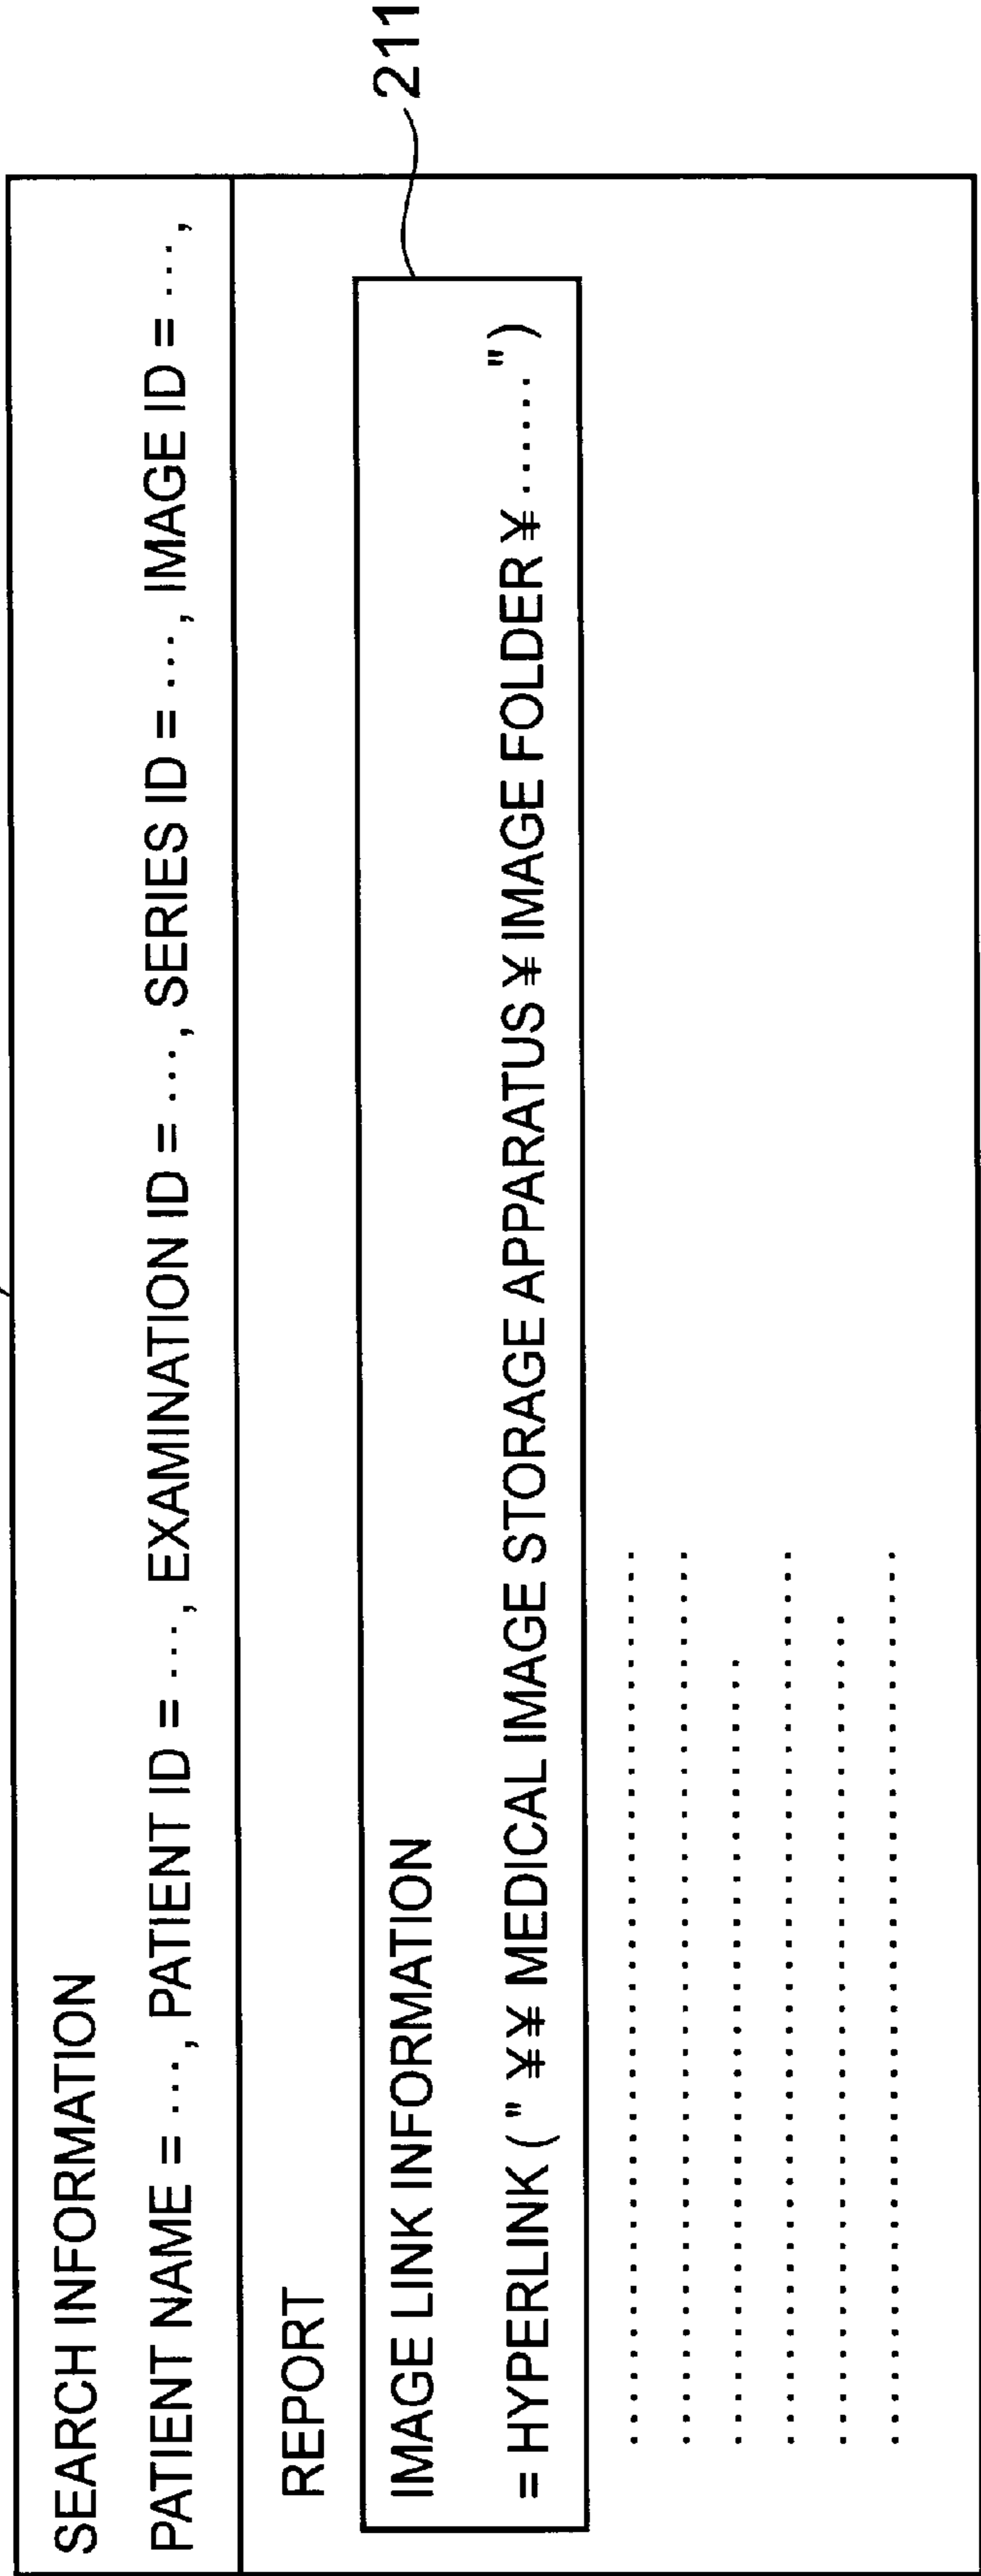 SEARCH INFORMATION
PATIENT NAME = ..., PATIENT ID = ..., EXAMINATION ID = ..., SERIES ID = ..., IMAGE ID = ...,
REPORT
IMAGE LINK INFORMATION
= HYPERLINK (" ¥¥ MEDICAL IMAGE STORAGE APPARATUS ¥ IMAGE FOLDER ¥ ......")
211